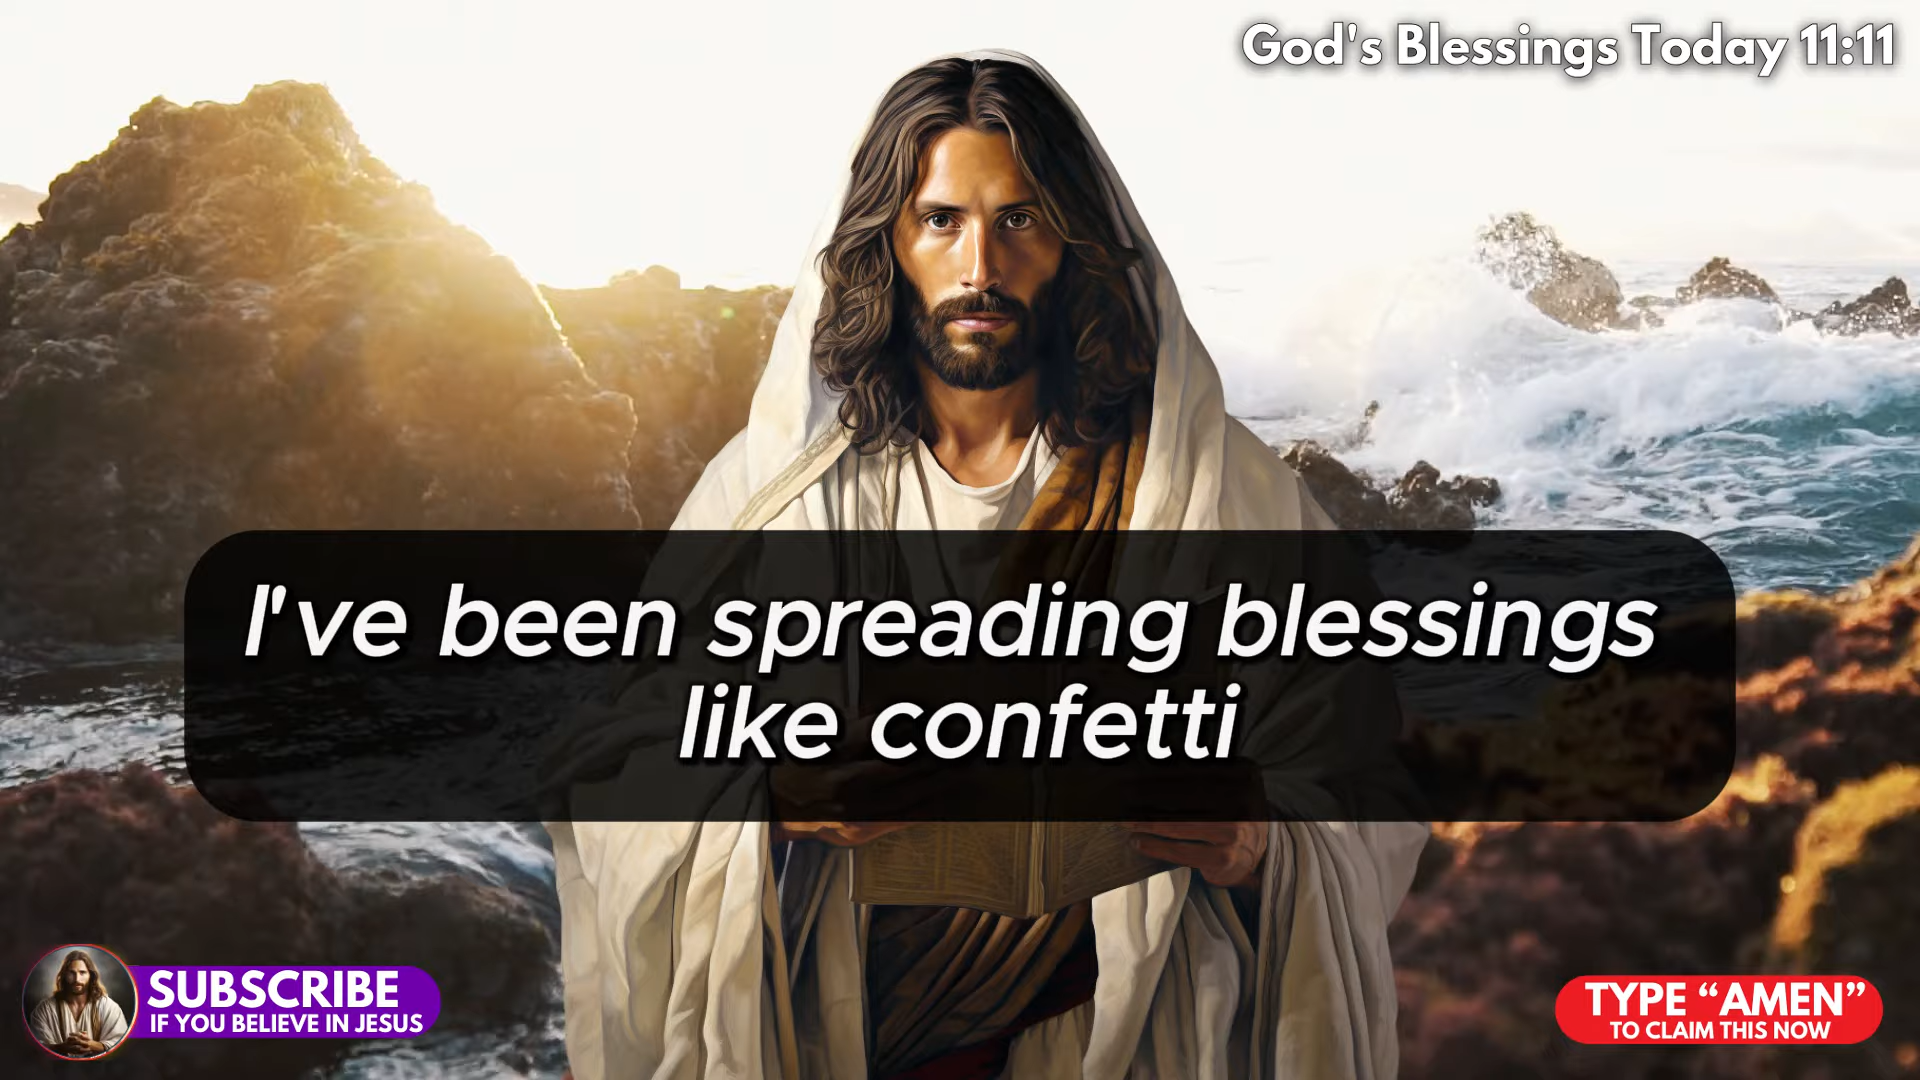 God's Blessings Today 11:11
I've been spreading blessings
like confetti
SUBSCRIBE
IF YOU BELIEVE IN JESUS
TYPE “AMEN”
TO CLAIM THIS NOW